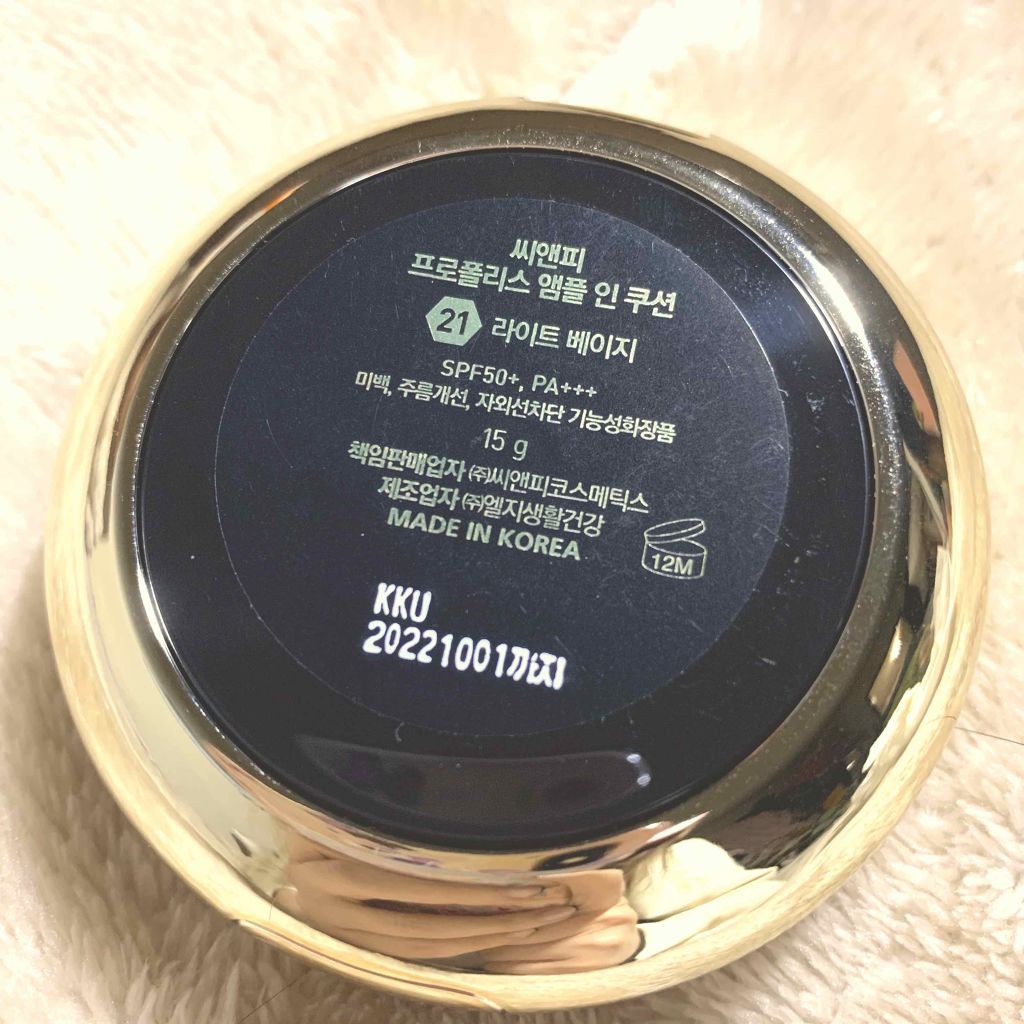 씨앤피
프로폴리스 앰플 인 쿠션
21 라이트 베이지
SPF50+, PA+++
미백, 주름개선, 자외선차단 기능성화장품
15 g
책임판매업자 ㈜씨앤피코스메틱스
제조업자 ㈜엘지생활건강
MADE IN KOREA
12M
KKU
20221001까지